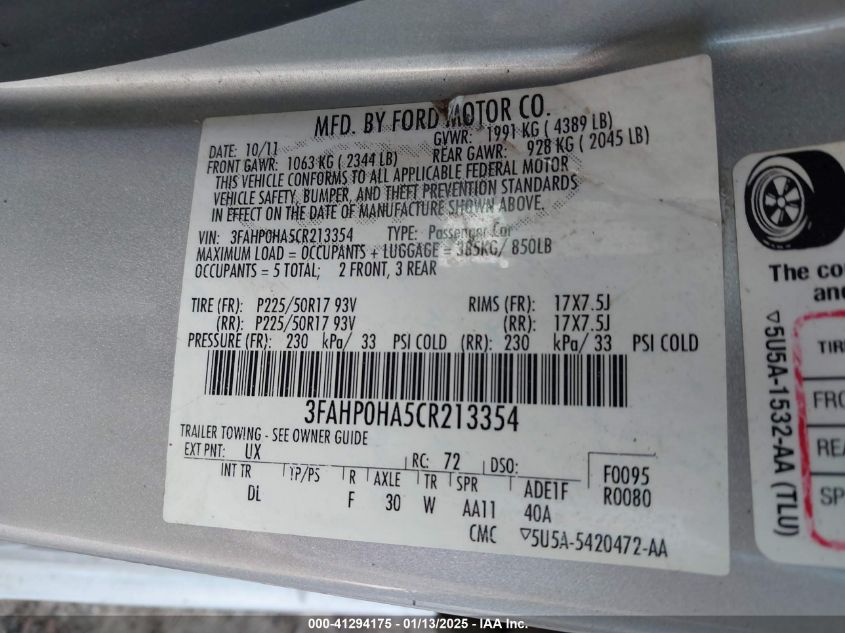 MFD. BY FORD MOTOR CO.
DATE: 10/11 GVWR: 1991 KG ( 4389 LB)
FRONT GAWR: 1063 KG ( 2344 LB) REAR GAWR: 928 KG ( 2045 LB)
THIS VEHICLE CONFORMS TO ALL APPLICABLE FEDERAL MOTOR
VEHICLE SAFETY, BUMPER, AND THEFT PREVENTION STANDARDS
IN EFFECT ON THE DATE OF MANUFACTURE SHOWN ABOVE.
VIN: 3FAHP0HA5CR213354 TYPE: Passenger Car
MAXIMUM LOAD = OCCUPANTS + LUGGAGE = 385KG/ 850LB
OCCUPANTS = 5 TOTAL; 2 FRONT, 3 REAR
TIRE (FR): P225/50R17 93V RIMS (FR): 17X7.5J
(RR): P225/50R17 93V (RR): 17X7.5J
PRESSURE (FR): 230 kPa/ 33 PSI COLD (RR): 230 kPa/ 33 PSI COLD
3FAHP0HA5CR213354
TRAILER TOWING - SEE OWNER GUIDE
EXT PNT: UX RC: 72 DSO: F0095
INT TR TP/PS R AXLE TR SPR ADE1F R0080
DL F 30 W AA11 40A
CMC ▽5U5A-5420472-AA
The co
an
▽5U5A-1532-AA (TLU)
TIR
FRO
REA
SP
000-41294175 - 01/13/2025 - IAA Inc.